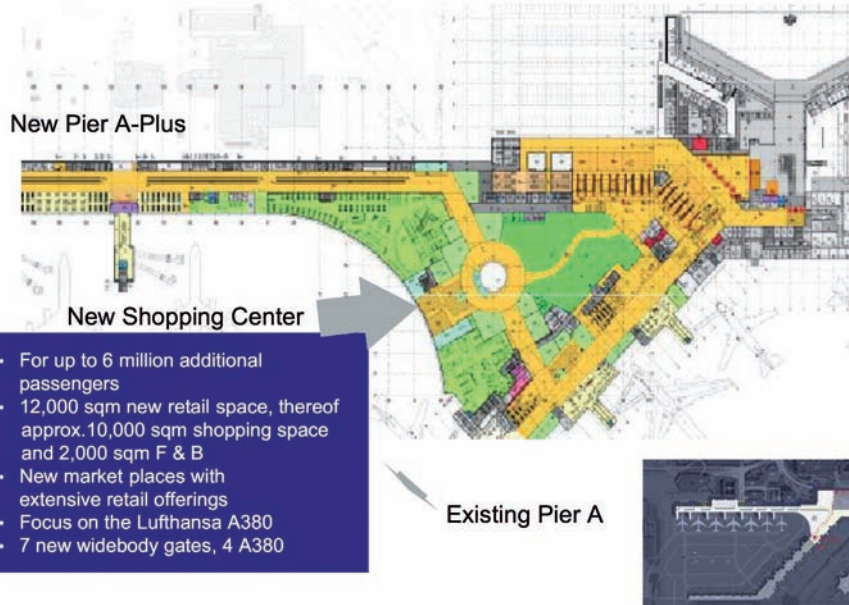 New Pier A-Plus
New Shopping Center
• For up to 6 million additional
passengers
• 12,000 sqm new retail space, thereof
approx.10,000 sqm shopping space
and 2,000 sqm F & B
• New market places with
extensive retail offerings
• Focus on the Lufthansa A380
• 7 new widebody gates, 4 A380
Existing Pier A